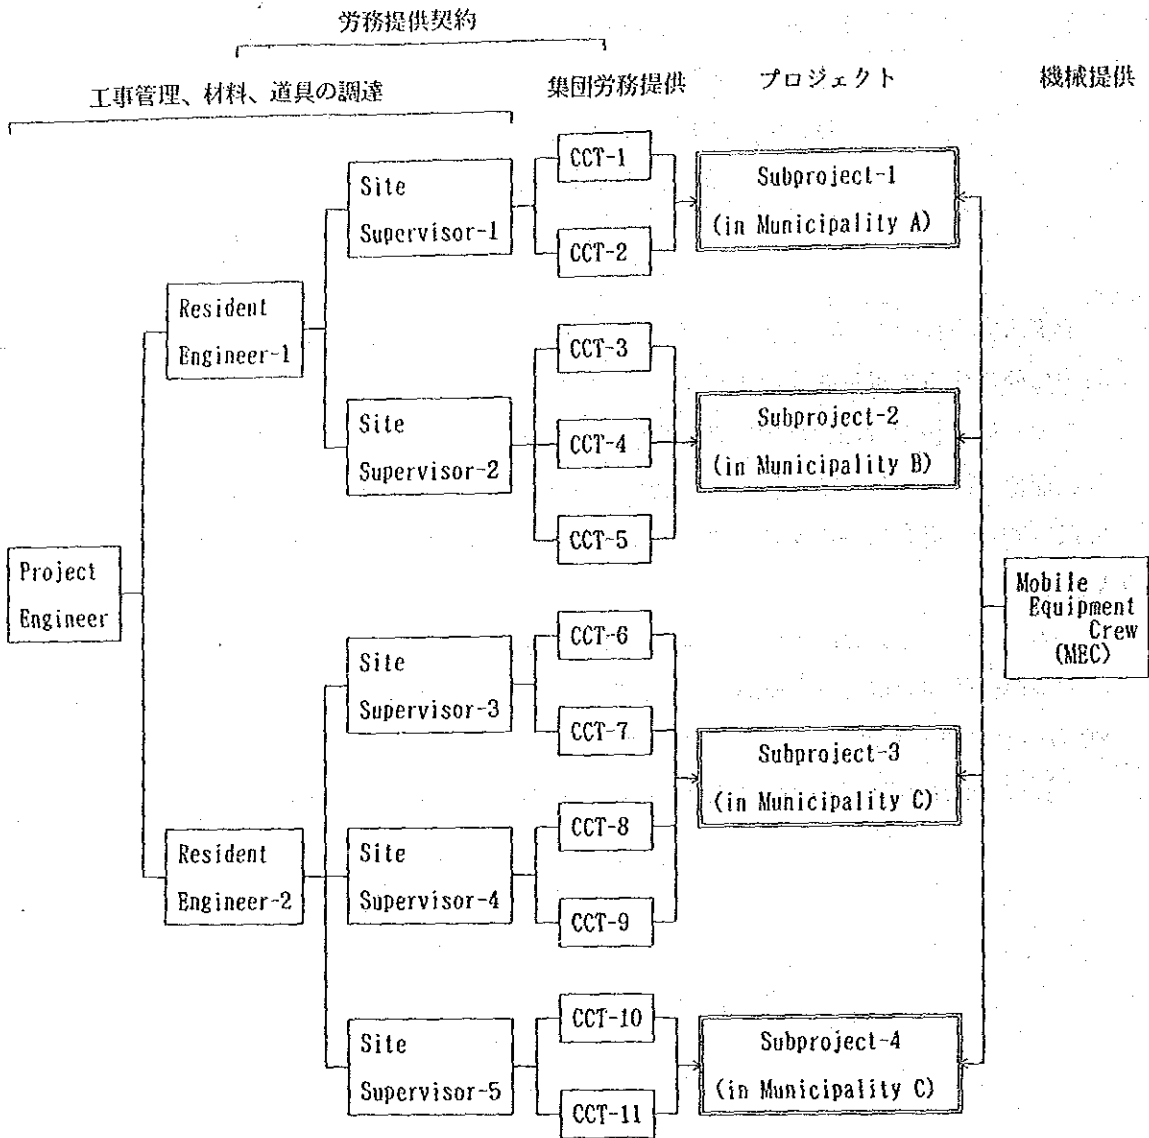 労務提供契約
工事管理、材料、道具の調達
集団労務提供
プロジェクト
機械提供
Project
Engineer
Resident
Engineer-1
Resident
Engineer-2
Site
Supervisor-1
Site
Supervisor-2
Site
Supervisor-3
Site
Supervisor-4
Site
Supervisor-5
CCT-1
CCT-2
CCT-3
CCT-4
CCT-5
CCT-6
CCT-7
CCT-8
CCT-9
CCT-10
CCT-11
Subproject-1
(in Municipality A)
Subproject-2
(in Municipality B)
Subproject-3
(in Municipality C)
Subproject-4
(in Municipality C)
Mobile
Equipment
Crew
(MEC)